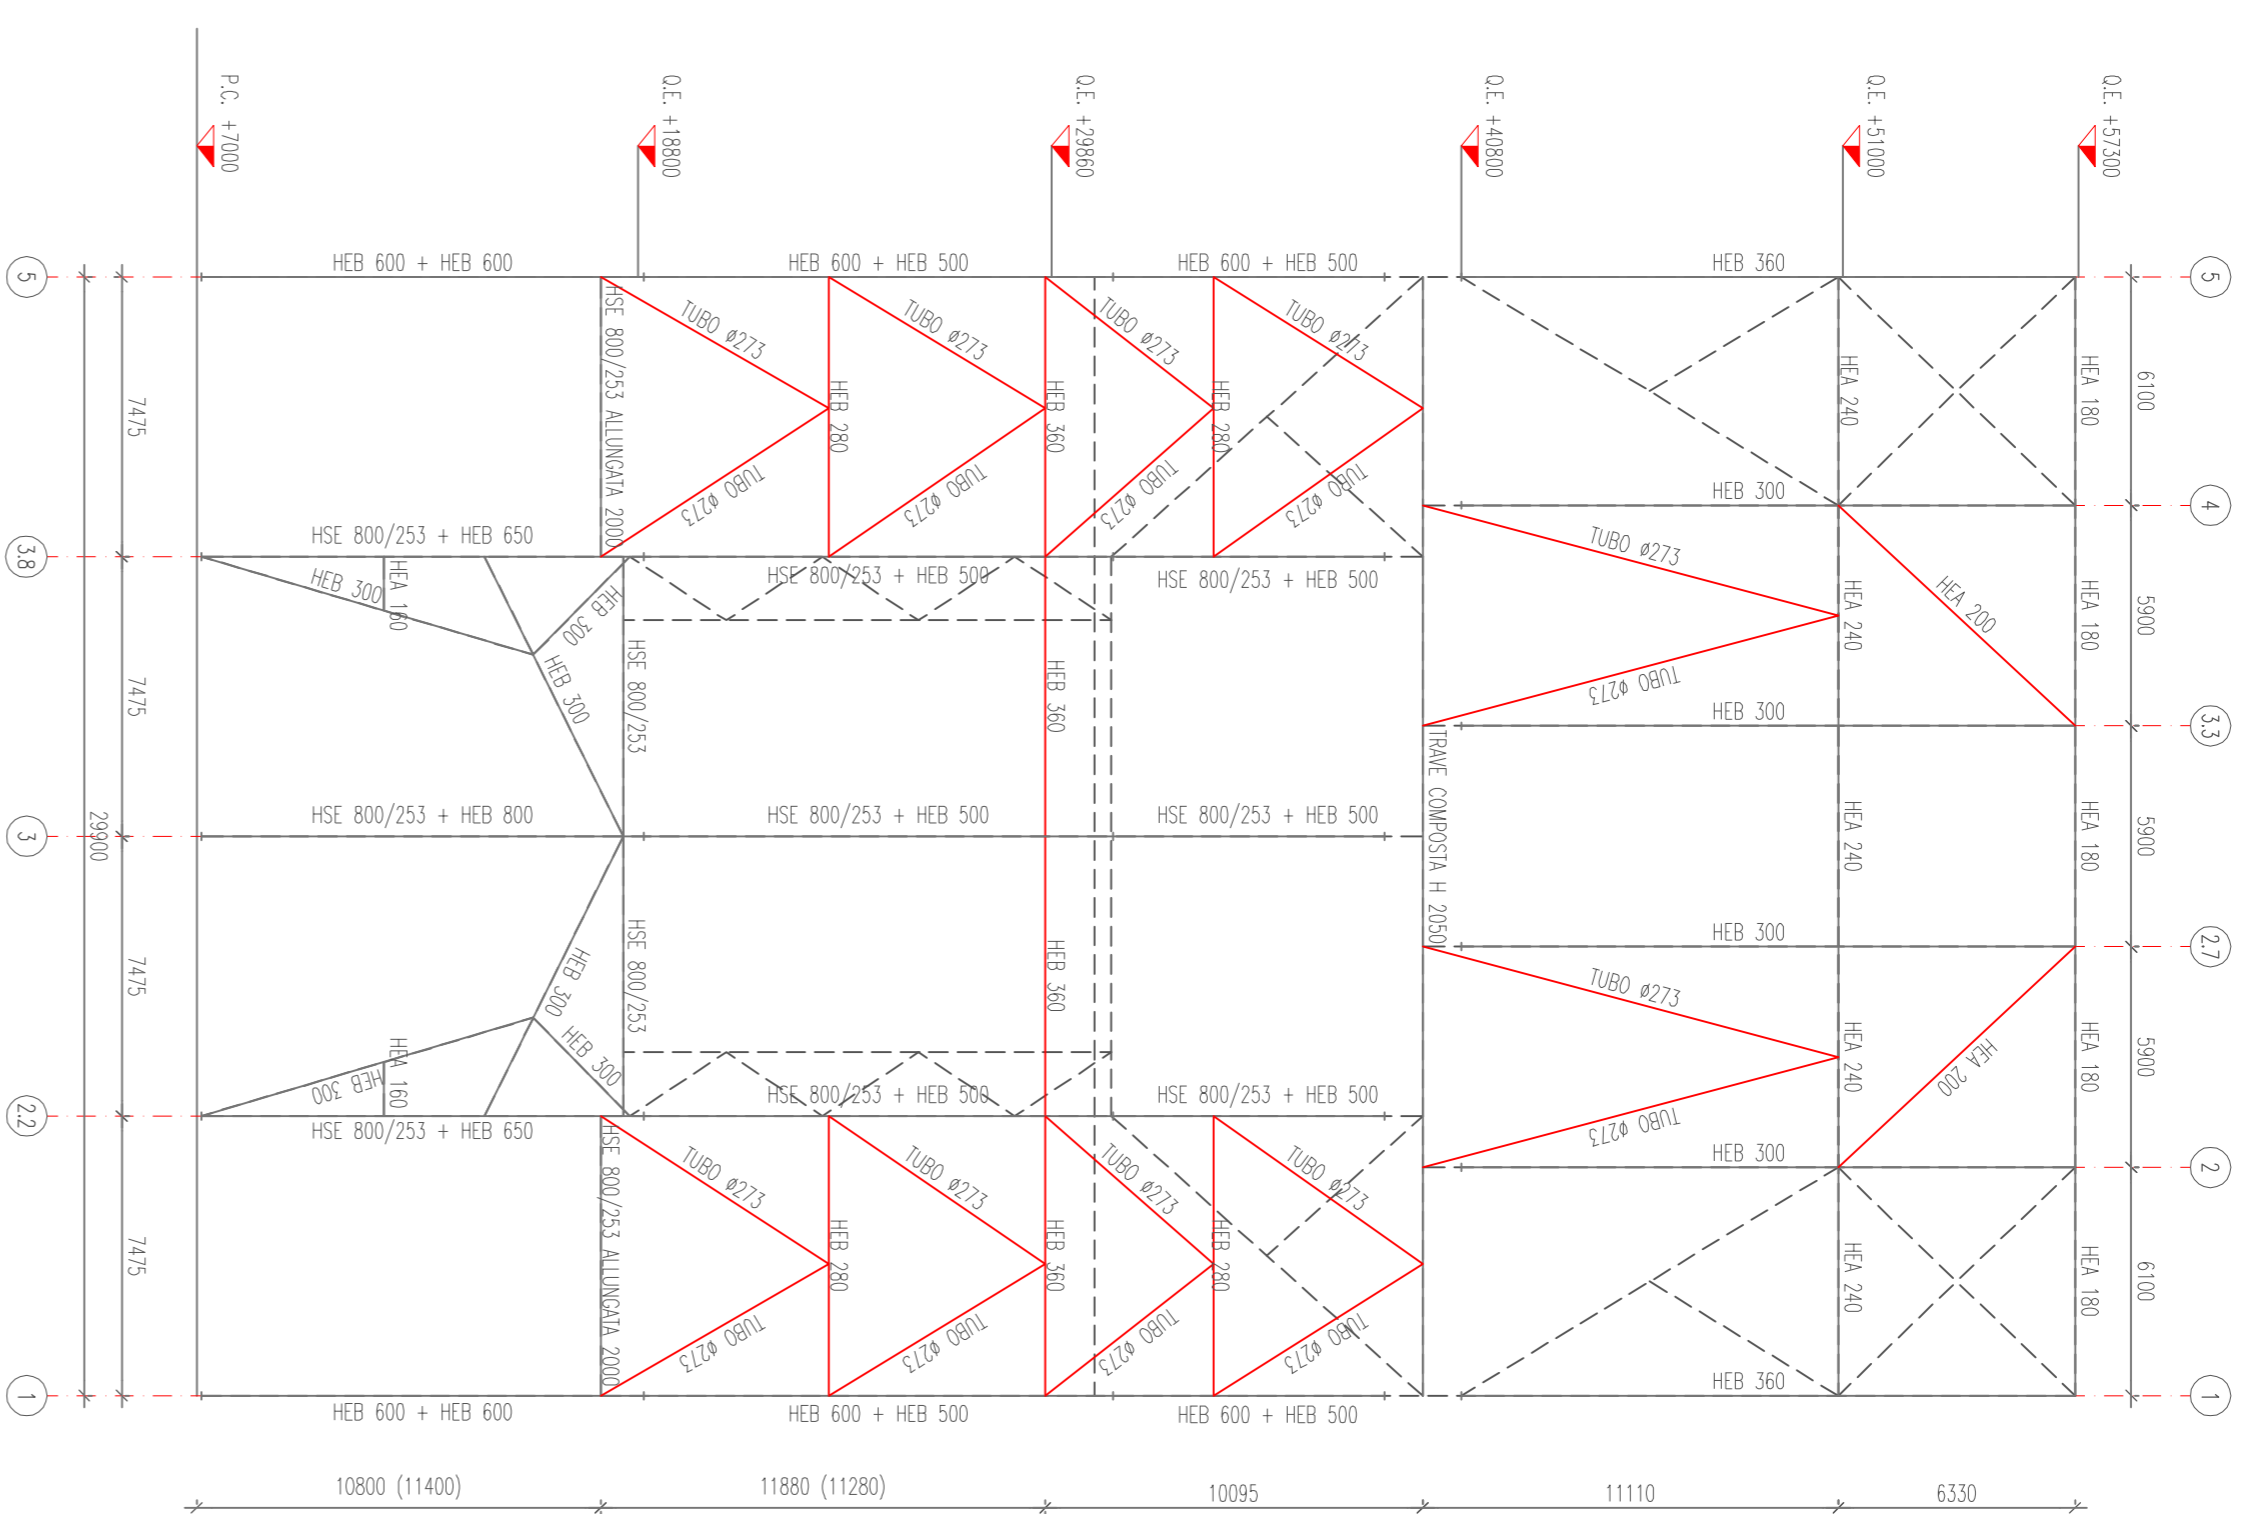 P.C. +7000
Q.E. +18800
Q.E. +29860
Q.E. +40800
Q.E. +51000
Q.E. +57300
5
HEB 600 + HEB 600
HEB 600 + HEB 500
HEB 600 + HEB 500
HEB 360
5
7475
HSE 800/253 ALLUNGATA 2000
TUBO ø273
TUBO ø273
HEB 280
TUBO ø273
TUBO ø273
HEB 360
TUBO ø273
TUBO ø273
HEB 280
TUBO ø273
TUBO ø273
HEA 240
HEA 180
6100
HEB 300
4
3.8
HSE 800/253 + HEB 650
HSE 800/253 + HEB 500
HSE 800/253 + HEB 500
HEB 300
HEA 160
HEB 300
HEB 300
HSE 800/253
7475
HEB 360
TUBO ø273
TUBO ø273
HEA 240
HEA 200
HEA 180
5900
HEB 300
3.3
29900
3
HSE 800/253 + HEB 800
HSE 800/253 + HEB 500
HSE 800/253 + HEB 500
TRAVE COMPOSTA H 2050
HEA 240
HEA 180
5900
HEB 300
2.7
7475
HEB 300
HEB 300
HSE 800/253
HEB 360
HEA 160
HEB 300
TUBO ø273
TUBO ø273
HEA 240
HEA 200
HEA 180
5900
2.2
HSE 800/253 + HEB 650
HSE 800/253 + HEB 500
HSE 800/253 + HEB 500
HEB 300
2
7475
HSE 800/253 ALLUNGATA 2000
TUBO ø273
TUBO ø273
HEB 280
TUBO ø273
TUBO ø273
HEB 360
TUBO ø273
TUBO ø273
HEB 280
TUBO ø273
TUBO ø273
HEA 240
HEA 180
6100
HEB 360
1
HEB 600 + HEB 600
HEB 600 + HEB 500
HEB 600 + HEB 500
1
10800 (11400)
11880 (11280)
10095
11110
6330